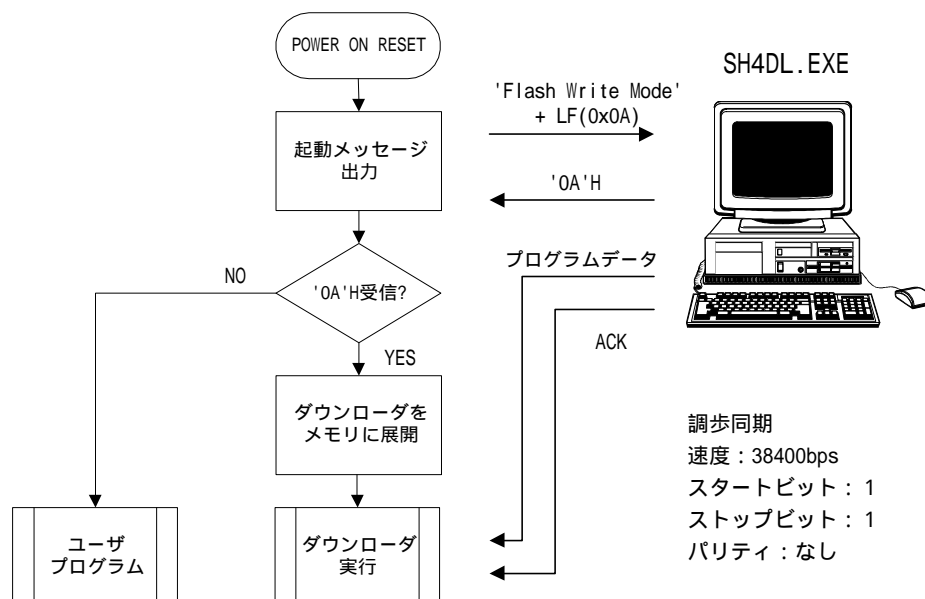 POWER ON RESET
SH4DL.EXE
'Flash Write Mode'
+ LF(0x0A)
起動メッセージ
出力
'0A'H
プログラムデータ
NO
'0A'H受信?
ACK
YES
ダウンローダを
メモリに展開
調歩同期
速度：38400bps
スタートビット：1
ストップビット：1
パリティ：なし
ユーザ
プログラム
ダウンローダ
実行